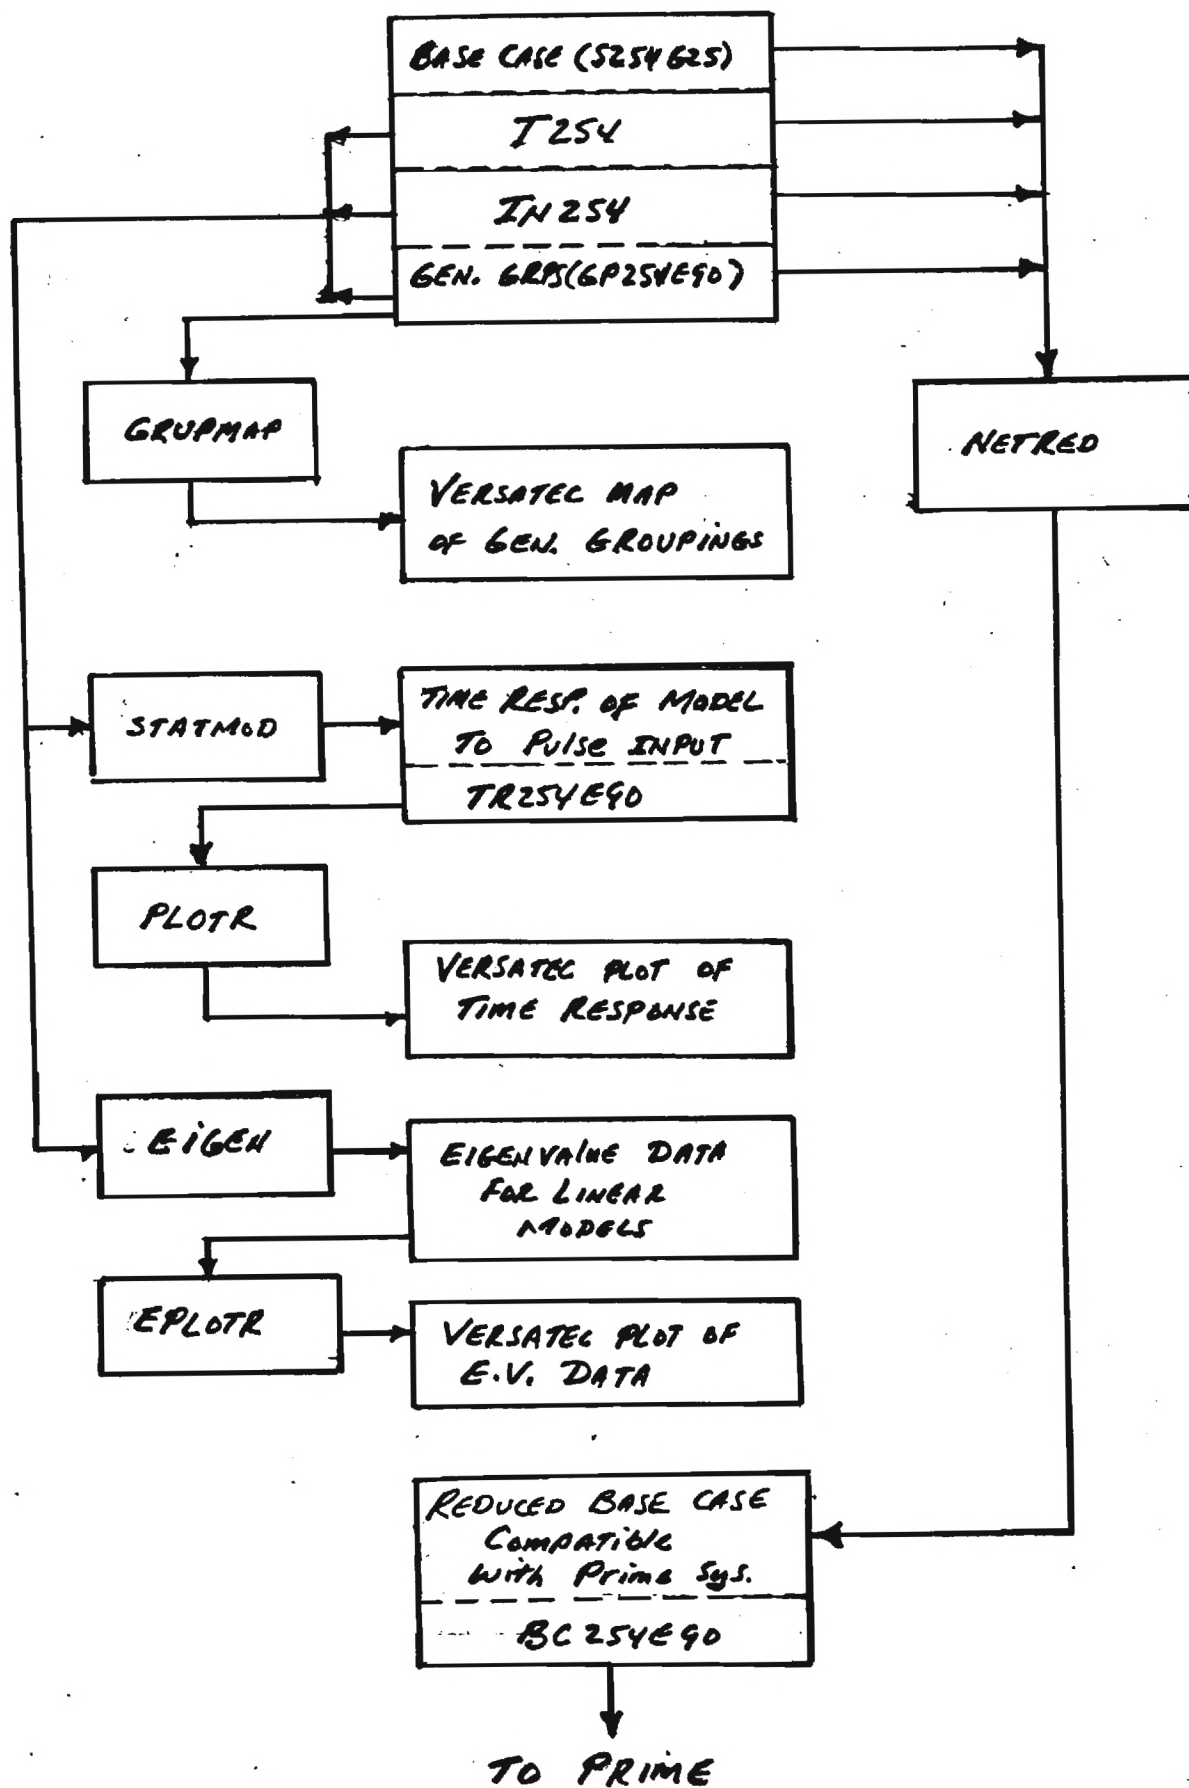 BASE CASE (S254G25)
I254
IN254
GEN. GRPS(GP254E90)
GRUPMAP
NETRED
VERSATEC MAP
OF GEN. GROUPINGS
STATMOD
TIME RESP. OF MODEL
TO Pulse INPUT
TR254E90
PLOTR
VERSATEC PLOT OF
TIME RESPONSE
EiGEN
EIGENVAlUE DATA
FOR LINEAR
MODELS
EPLOTR
VERSATEC PLOT OF
E.V. DATA
REDUCED BASE CASE
COMPATible
with Prime Sys.
BC254E90
TO PRIME